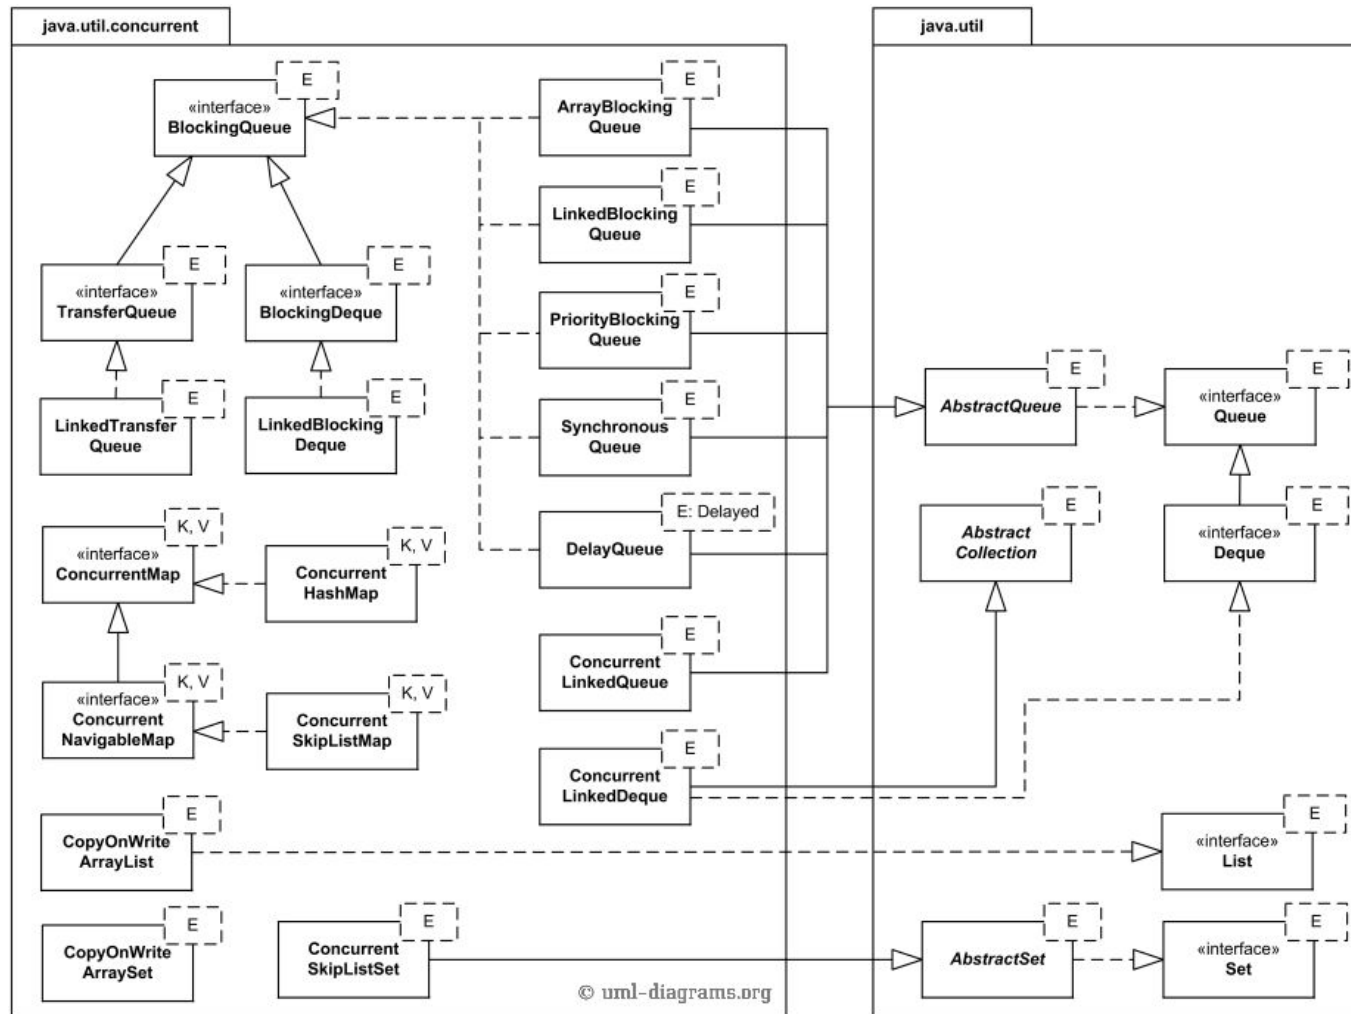 java.util.concurrent
java.util
E
«interface»
BlockingQueue
E
ArrayBlocking
Queue
E
LinkedBlocking
Queue
E
«interface»
TransferQueue
E
«interface»
BlockingDeque
E
PriorityBlocking
Queue
E
LinkedTransfer
Queue
E
LinkedBlocking
Deque
E
Synchronous
Queue
E
AbstractQueue
E
«interface»
Queue
K, V
«interface»
ConcurrentMap
K, V
Concurrent
HashMap
E: Delayed
DelayQueue
E
Abstract
Collection
E
«interface»
Deque
E
Concurrent
LinkedQueue
K, V
«interface»
Concurrent
NavigableMap
K, V
Concurrent
SkipListMap
E
Concurrent
LinkedDeque
E
CopyOnWrite
ArrayList
E
«interface»
List
E
CopyOnWrite
ArraySet
E
Concurrent
SkipListSet
E
AbstractSet
E
«interface»
Set
© uml-diagrams.org